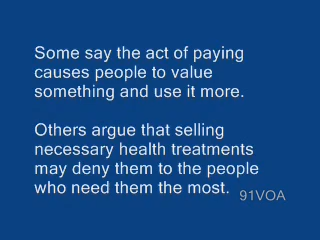 Some say the act of paying
causes people to value
something and use it more.
Others argue that selling
necessary health treatments
may deny them to the people
who need them the most.
91VOA